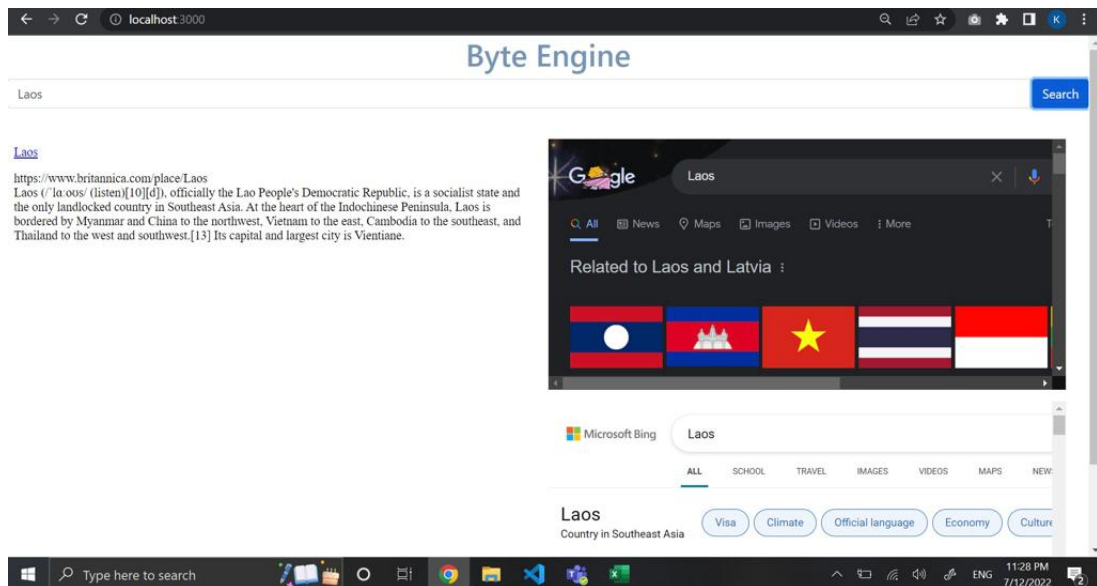 localhost:3000
K
Byte Engine
Laos
Search
Laos
https://www.britannica.com/place/Laos
Laos (/ˈlɑːoʊs/ (listen)[10][d]), officially the Lao People's Democratic Republic, is a socialist state and
the only landlocked country in Southeast Asia. At the heart of the Indochinese Peninsula, Laos is
bordered by Myanmar and China to the northwest, Vietnam to the east, Cambodia to the southeast, and
Thailand to the west and southwest.[13] Its capital and largest city is Vientiane.
Google
Laos
All News Maps Images Videos More
Related to Laos and Latvia
Microsoft Bing
Laos
ALL SCHOOL TRAVEL IMAGES VIDEOS MAPS NEW
Laos
Country in Southeast Asia
Visa Climate Official language Economy Culture
Type here to search
ENG
11:28 PM
7/12/2022
2